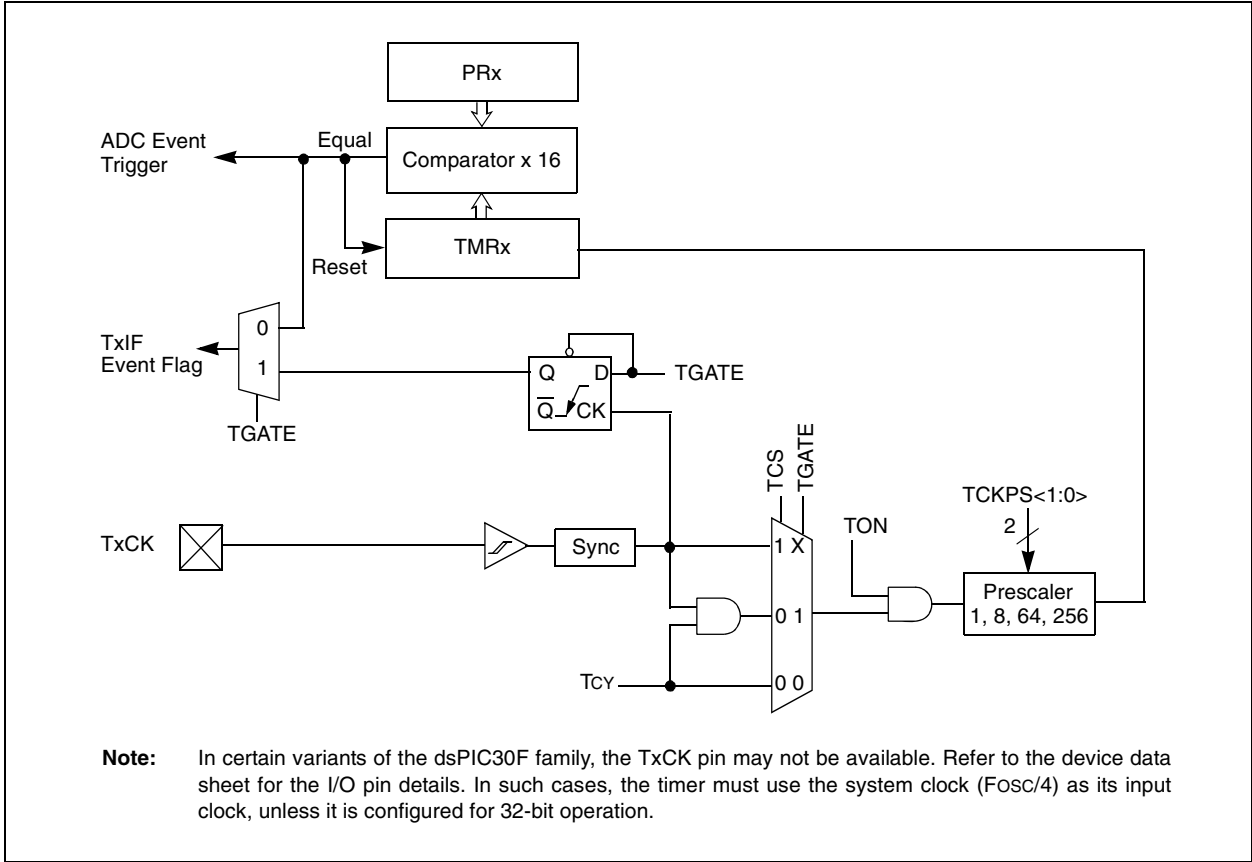 PRx
ADC Event
Trigger
Equal
Comparator x 16
TMRx
Reset
0
TxIF
Event Flag
1
Q D
TGATE
Q CK
TGATE
TCS
TGATE
TCKPS<1:0>
2
TON
TxCK
Sync
1 X
Prescaler
1, 8, 64, 256
0 1
TCY
0 0
Note: In certain variants of the dsPIC30F family, the TxCK pin may not be available. Refer to the device data
sheet for the I/O pin details. In such cases, the timer must use the system clock (FOSC/4) as its input
clock, unless it is configured for 32-bit operation.